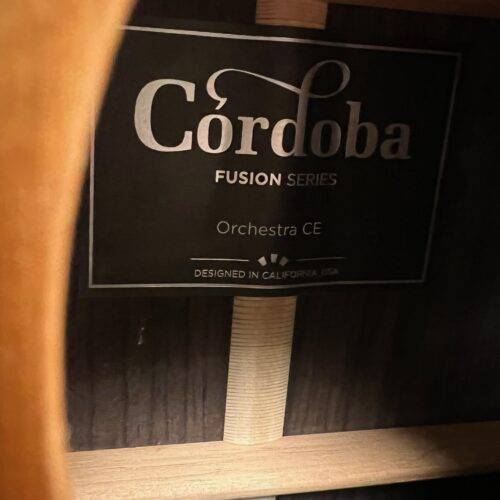 Córdoba
FUSION SERIES
Orchestra CE
DESIGNED IN CALIFORNIA, USA